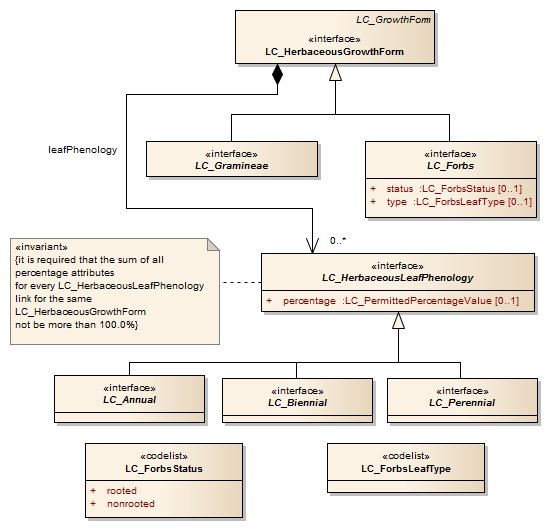 LC_GrowthForm
«interface»
LC_HerbaceousGrowthForm
leafPhenology
«interface»
LC_Gramineae
«interface»
LC_Forbs
+ status :LC_ForbsStatus [0..1]
+ type :LC_ForbsLeafType [0..1]
0..*
«invariant»
{it is required that the sum of all
percentage attributes
for every LC_HerbaceousLeafPhenology
link for the same
LC_HerbaceousGrowthForm
not be more than 100.0%}
«interface»
LC_HerbaceousLeafPhenology
+ percentage :LC_PermittedPercentageValue [0..1]
«interface»
LC_Annual
«interface»
LC_Biennial
«interface»
LC_Perennial
«codelist»
LC_ForbsStatus
+ rooted
+ nonrooted
«codelist»
LC_ForbsLeafType